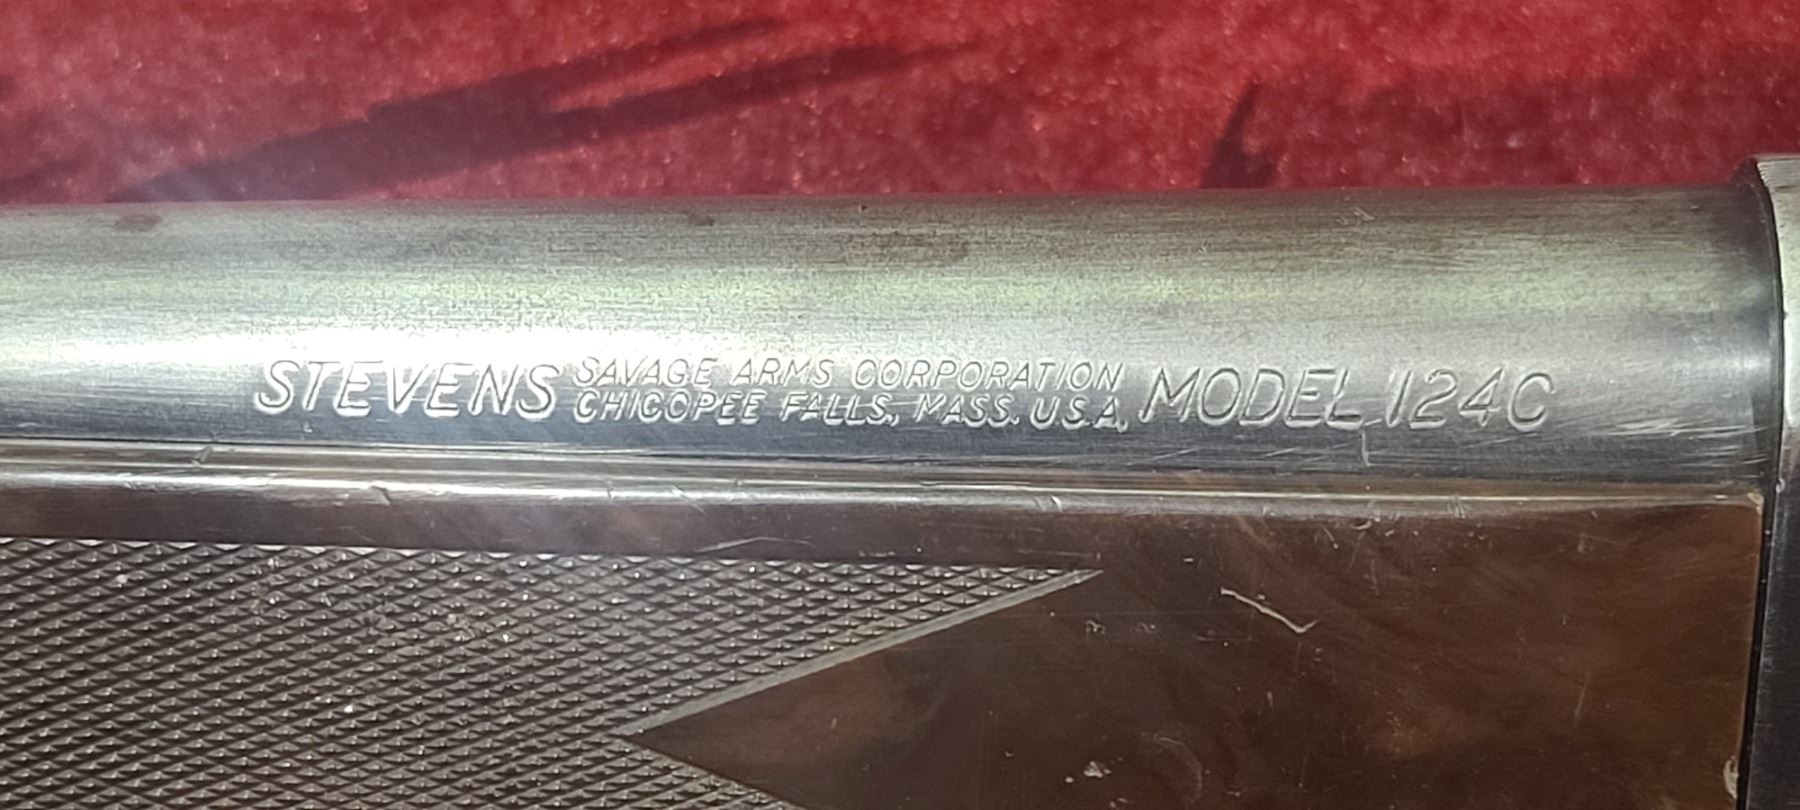 STEVENS
SAVAGE ARMS CORPORATION
CHICOPEE FALLS, MASS. U.S.A.
MODEL 124C